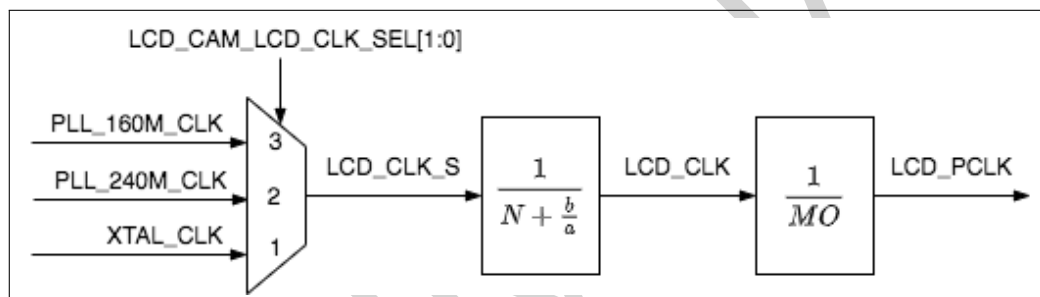 LCD_CAM_LCD_CLK_SEL[1:0]
PLL_160M_CLK
3
PLL_240M_CLK
2
XTAL_CLK
1
LCD_CLK_S
1
N + b/a
LCD_CLK
1
MO
LCD_PCLK